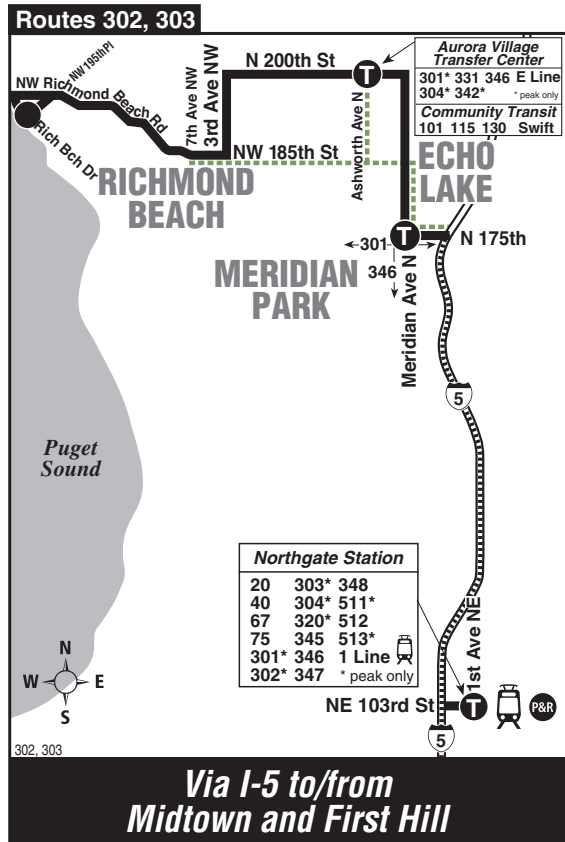 Routes 302, 303
Aurora Village
Transfer Center
301* 331 346 E Line
304* 342* * peak only
Community Transit
101 115 130 Swift
N 200th St
T
NW 195th Pl
NW Richmond Beach Rd
7th Ave NW
3rd Ave NW
Ashworth Ave N
Rich Bch Dr
NW 185th St
RICHMOND
BEACH
ECHO
LAKE
T
N 175th
301
346
MERIDIAN
PARK
Meridian Ave N
5
Puget
Sound
Northgate Station
20 303* 348
40 304* 511*
67 320* 512
75 345 513*
301* 346 1 Line
302* 347 * peak only
1st Ave NE
NE 103rd St
T
P&R
5
N
W E
S
302, 303
Via I-5 to/from
Midtown and First Hill